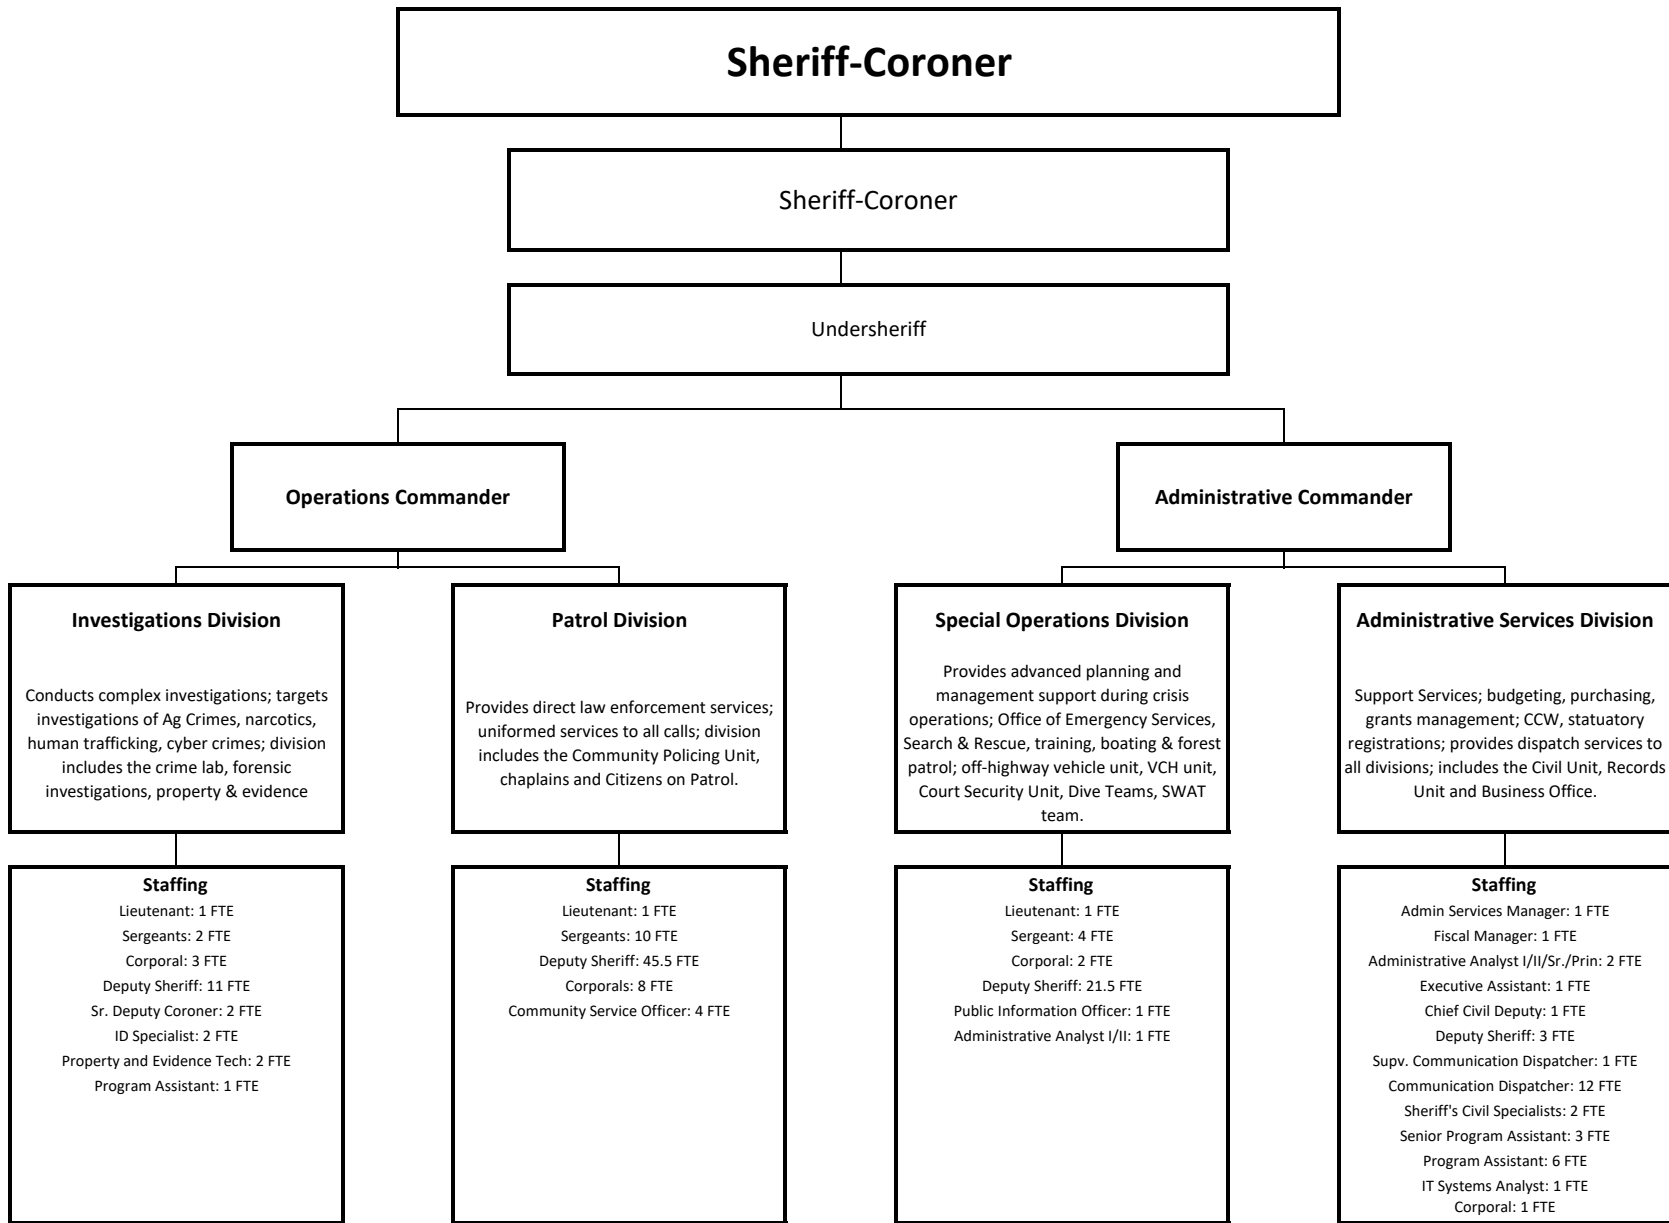 Sheriff-Coroner
Sheriff-Coroner
Undersheriff
Operations Commander
Administrative Commander
Investigations Division
Conducts complex investigations; targets
investigations of Ag Crimes, narcotics,
human trafficking, cyber crimes; division
includes the crime lab, forensic
investigations, property & evidence
Patrol Division
Provides direct law enforcement services;
uniformed services to all calls; division
includes the Community Policing Unit,
chaplains and Citizens on Patrol.
Special Operations Division
Provides advanced planning and
management support during crisis
operations; Office of Emergency Services,
Search & Rescue, training, boating & forest
patrol; off-highway vehicle unit, VCH unit,
Court Security Unit, Dive Teams, SWAT
team.
Administrative Services Division
Support Services; budgeting, purchasing,
grants management; CCW, statuatory
registrations; provides dispatch services to
all divisions; includes the Civil Unit, Records
Unit and Business Office.
Staffing
Lieutenant: 1 FTE
Sergeants: 2 FTE
Corporal: 3 FTE
Deputy Sheriff: 11 FTE
Sr. Deputy Coroner: 2 FTE
ID Specialist: 2 FTE
Property and Evidence Tech: 2 FTE
Program Assistant: 1 FTE
Staffing
Lieutenant: 1 FTE
Sergeants: 10 FTE
Deputy Sheriff: 45.5 FTE
Corporals: 8 FTE
Community Service Officer: 4 FTE
Staffing
Lieutenant: 1 FTE
Sergeant: 4 FTE
Corporal: 2 FTE
Deputy Sheriff: 21.5 FTE
Public Information Officer: 1 FTE
Administrative Analyst I/II: 1 FTE
Staffing
Admin Services Manager: 1 FTE
Fiscal Manager: 1 FTE
Administrative Analyst I/II/Sr./Prin: 2 FTE
Executive Assistant: 1 FTE
Chief Civil Deputy: 1 FTE
Deputy Sheriff: 3 FTE
Supv. Communication Dispatcher: 1 FTE
Communication Dispatcher: 12 FTE
Sheriff's Civil Specialists: 2 FTE
Senior Program Assistant: 3 FTE
Program Assistant: 6 FTE
IT Systems Analyst: 1 FTE
Corporal: 1 FTE